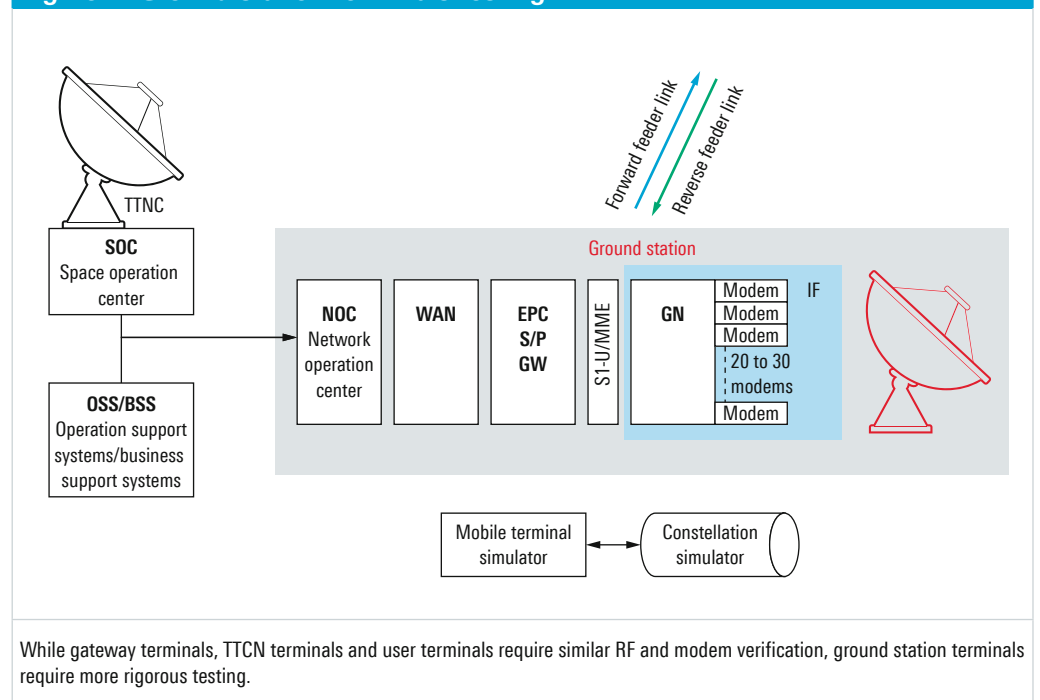 TTNC
SOC
Space operation
center
OSS/BSS
Operation support
systems/business
support systems
Forward feeder link
Reverse feeder link
Ground station
NOC
Network
operation
center
WAN
EPC
S/P
GW
S1-U/MME
GN
Modem
Modem
Modem
20 to 30
modems
Modem
IF
Mobile terminal
simulator
Constellation
simulator
While gateway terminals, TTCN terminals and user terminals require similar RF and modem verification, ground station terminals
require more rigorous testing.